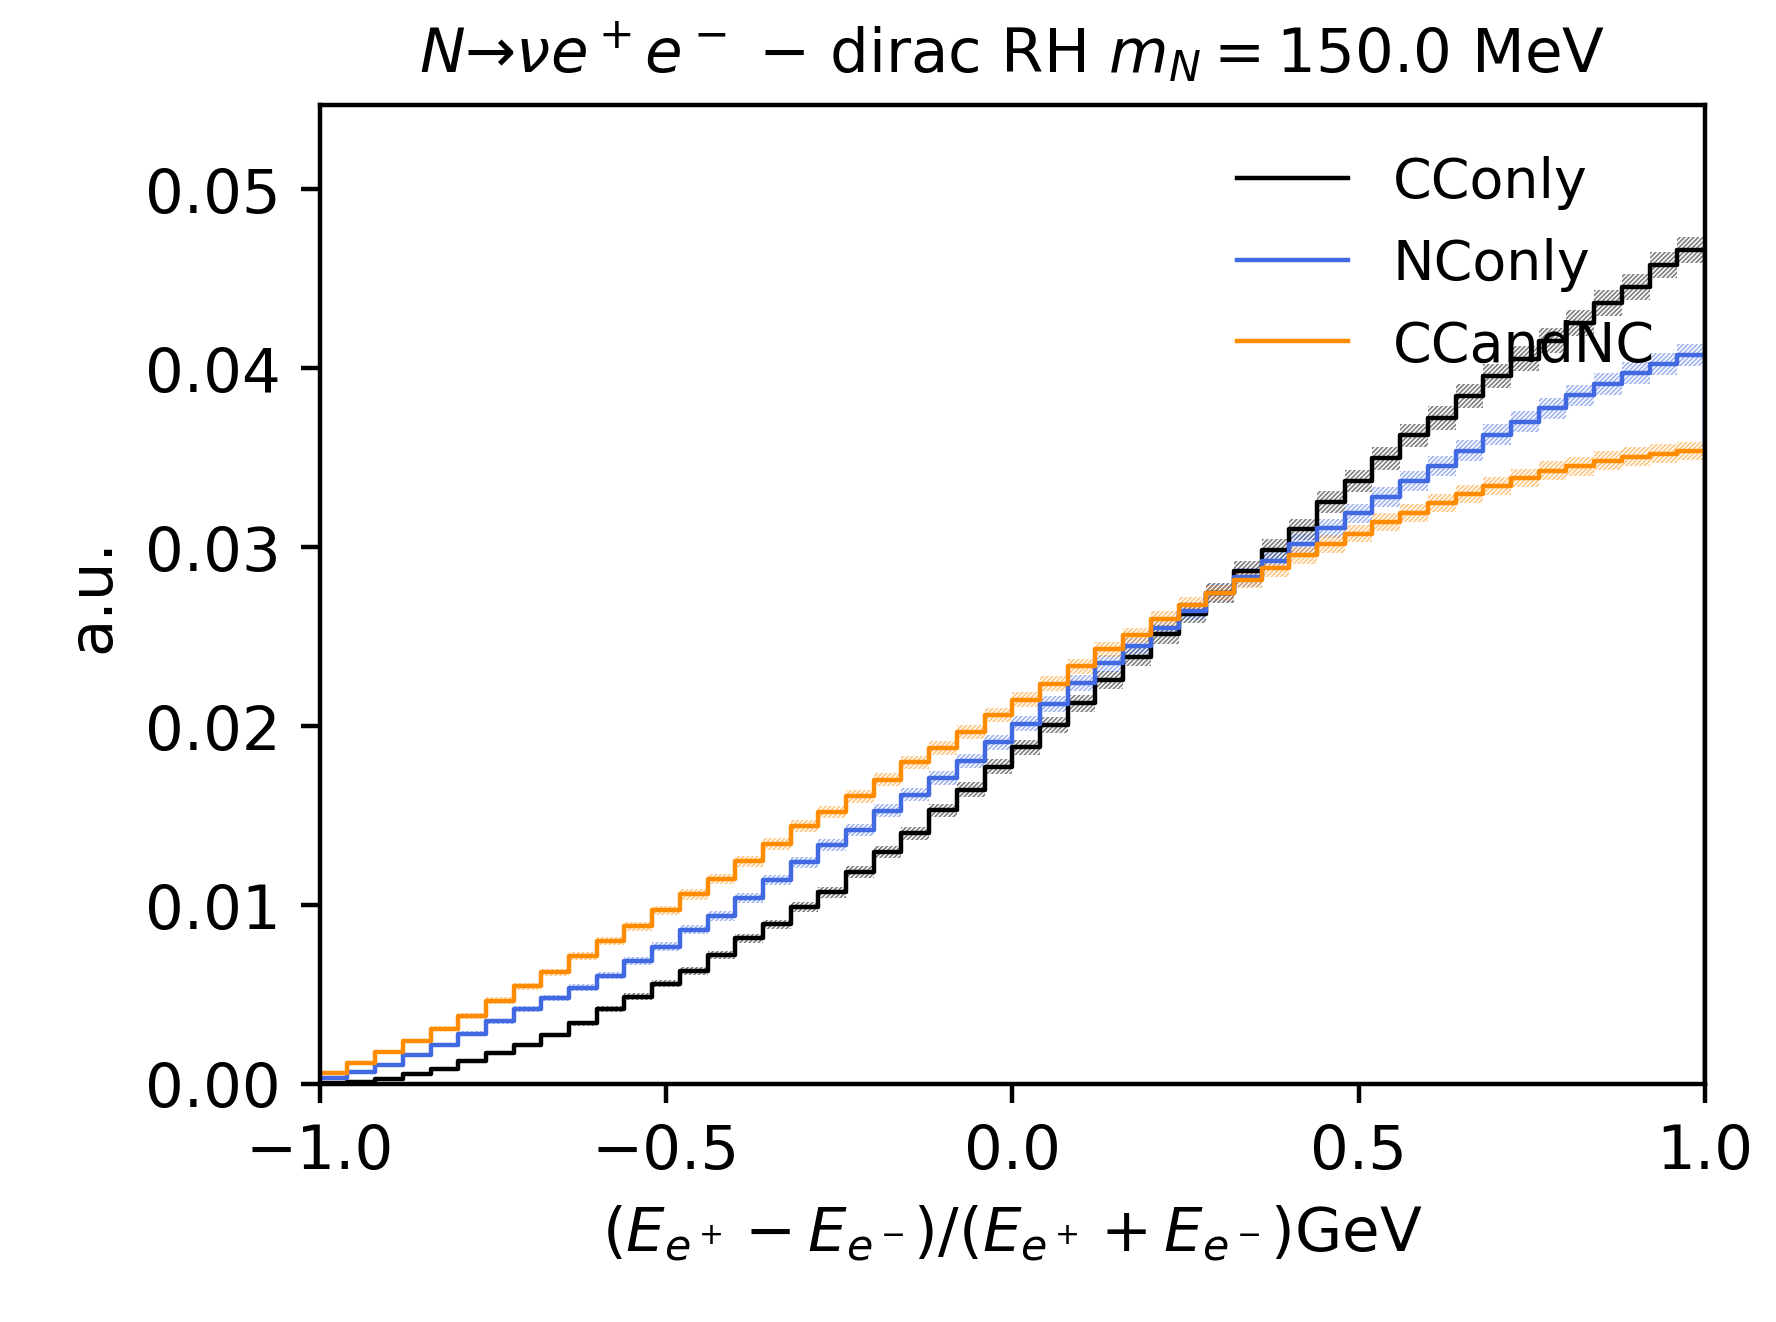 N→νe⁺e⁻ − dirac RH m_N = 150.0 MeV
CConly
NConly
CCandNC
a.u.
0.05
0.04
0.03
0.02
0.01
0.00
−1.0 −0.5 0.0 0.5 1.0
(E_e⁺ − E_e⁻)/(E_e⁺ + E_e⁻)GeV